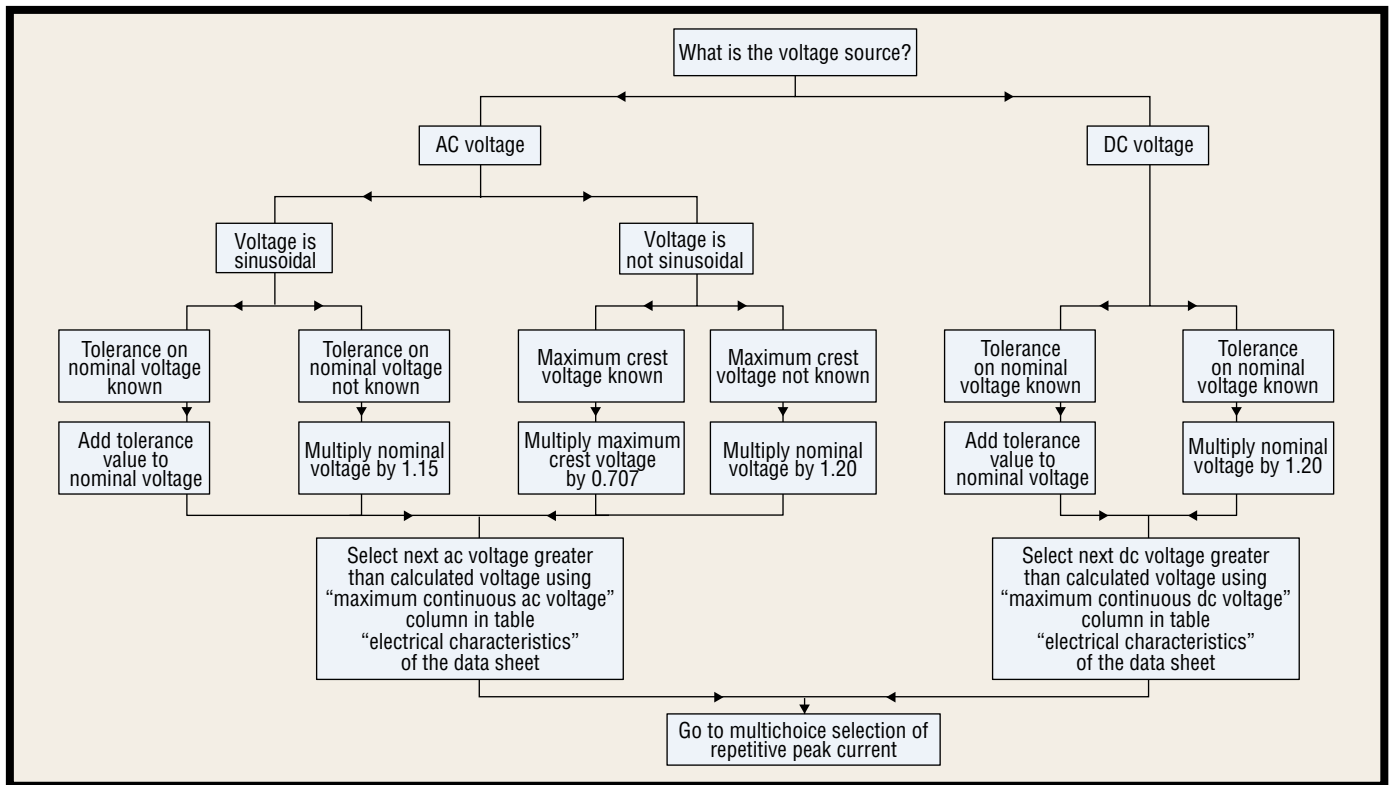 What is the voltage source?
AC voltage
DC voltage
Voltage is
sinusoidal
Voltage is
not sinusoidal
Tolerance on
nominal voltage
known
Tolerance on
nominal voltage
not known
Maximum crest
voltage known
Maximum crest
voltage not known
Tolerance
on nominal
voltage known
Tolerance
on nominal
voltage known
Add tolerance
value to
nominal voltage
Multiply nominal
voltage by 1.15
Multiply maximum
crest voltage
by 0.707
Multiply nominal
voltage by 1.20
Add tolerance
value to
nominal voltage
Multiply nominal
voltage by 1.20
Select next ac voltage greater
than calculated voltage using
“maximum continuous ac voltage”
column in table
“electrical characteristics”
of the data sheet
Select next dc voltage greater
than calculated voltage using
“maximum continuous dc voltage”
column in table
“electrical characteristics”
of the data sheet
Go to multichoice selection of
repetitive peak current